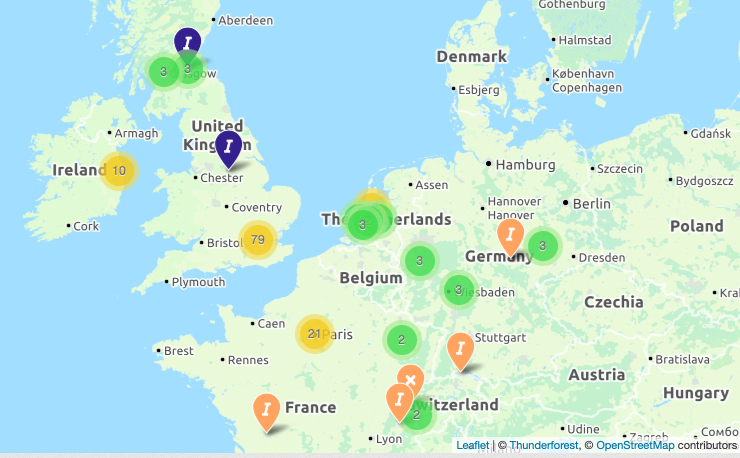 Gothenburg
Aberdeen
Halmstad
Denmark
København
Copenhagen
I
3
3
gow
Esbjerg
United
Kingdom
Armagh
Gdańsk
I
Ireland
10
Chester
Assen
Hamburg
Szczecin
Bydgoszcz
Coventry
Hannover
Hanover
Berlin
The Netherlands
3
Cork
Bristol
79
Poland
I
3
Germany
Dresden
3
Belgium
Plymouth
3
Wiesbaden
Czechia
Caen
21
Paris
2
Stuttgart
I
Brest
Rennes
Bratislava
Austria
×
I
Hungary
I
France
Switzerland
2
Lyon
Udine
Zagreb
Сомбо
Leaflet | © Thunderforest, © OpenStreetMap contributors